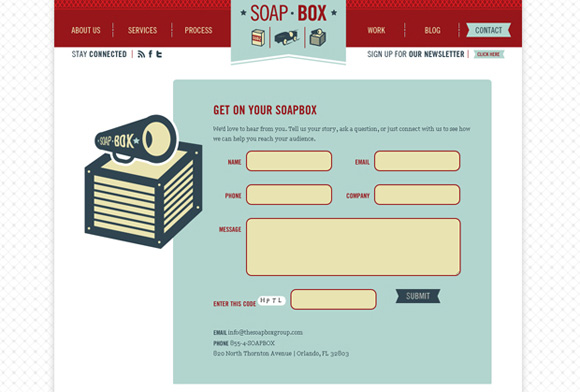 SOAP · BOX
ABOUT US
SERVICES
PROCESS
WORK
BLOG
CONTACT
STAY CONNECTED
SIGN UP FOR OUR NEWSLETTER
CLICK HERE
SOAP·BOX
GET ON YOUR SOAPBOX
We'd love to hear from you. Tell us your story, ask a question, or just connect with us to see how
we can help you reach your audience.
NAME
EMAIL
PHONE
COMPANY
MESSAGE
ENTER THIS CODE
SUBMIT
EMAIL info@thesoapboxgroup.com
PHONE 855-4-SOAPBOX
820 North Thornton Avenue | Orlando, FL 32803